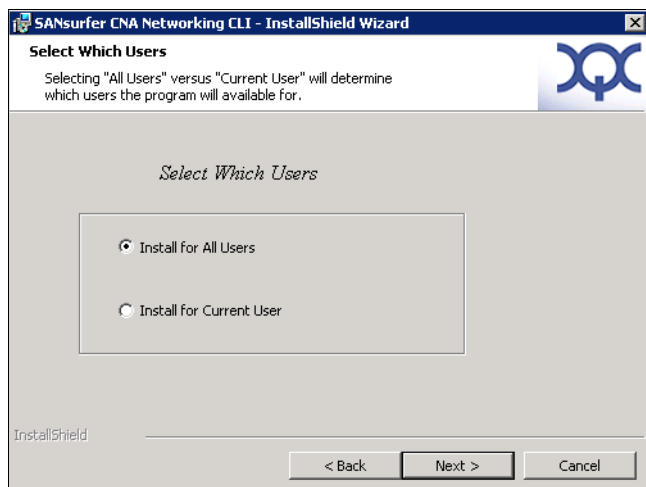 SANsurfer CNA Networking CLI - InstallShield Wizard
Select Which Users
Selecting "All Users" versus "Current User" will determine
which users the program will available for.
Select Which Users
Install for All Users
Install for Current User
InstallShield
< Back
Next >
Cancel